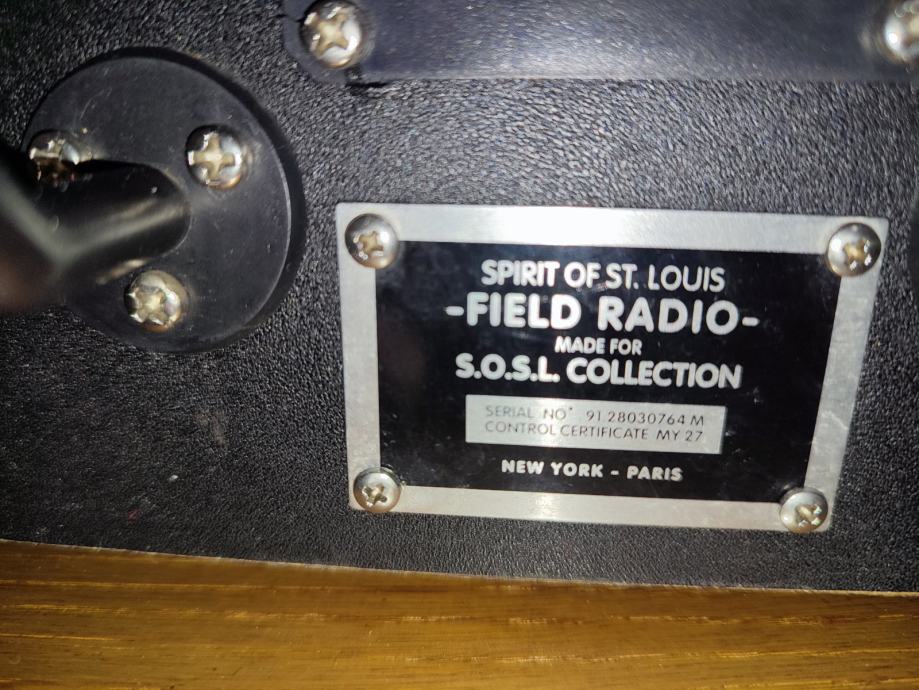 SPIRIT OF ST. LOUIS
-FIELD RADIO-
MADE FOR
S.O.S.L. COLLECTION
SERIAL NO° 91 28030764 M
CONTROL CERTIFICATE MY 27
NEW YORK - PARIS